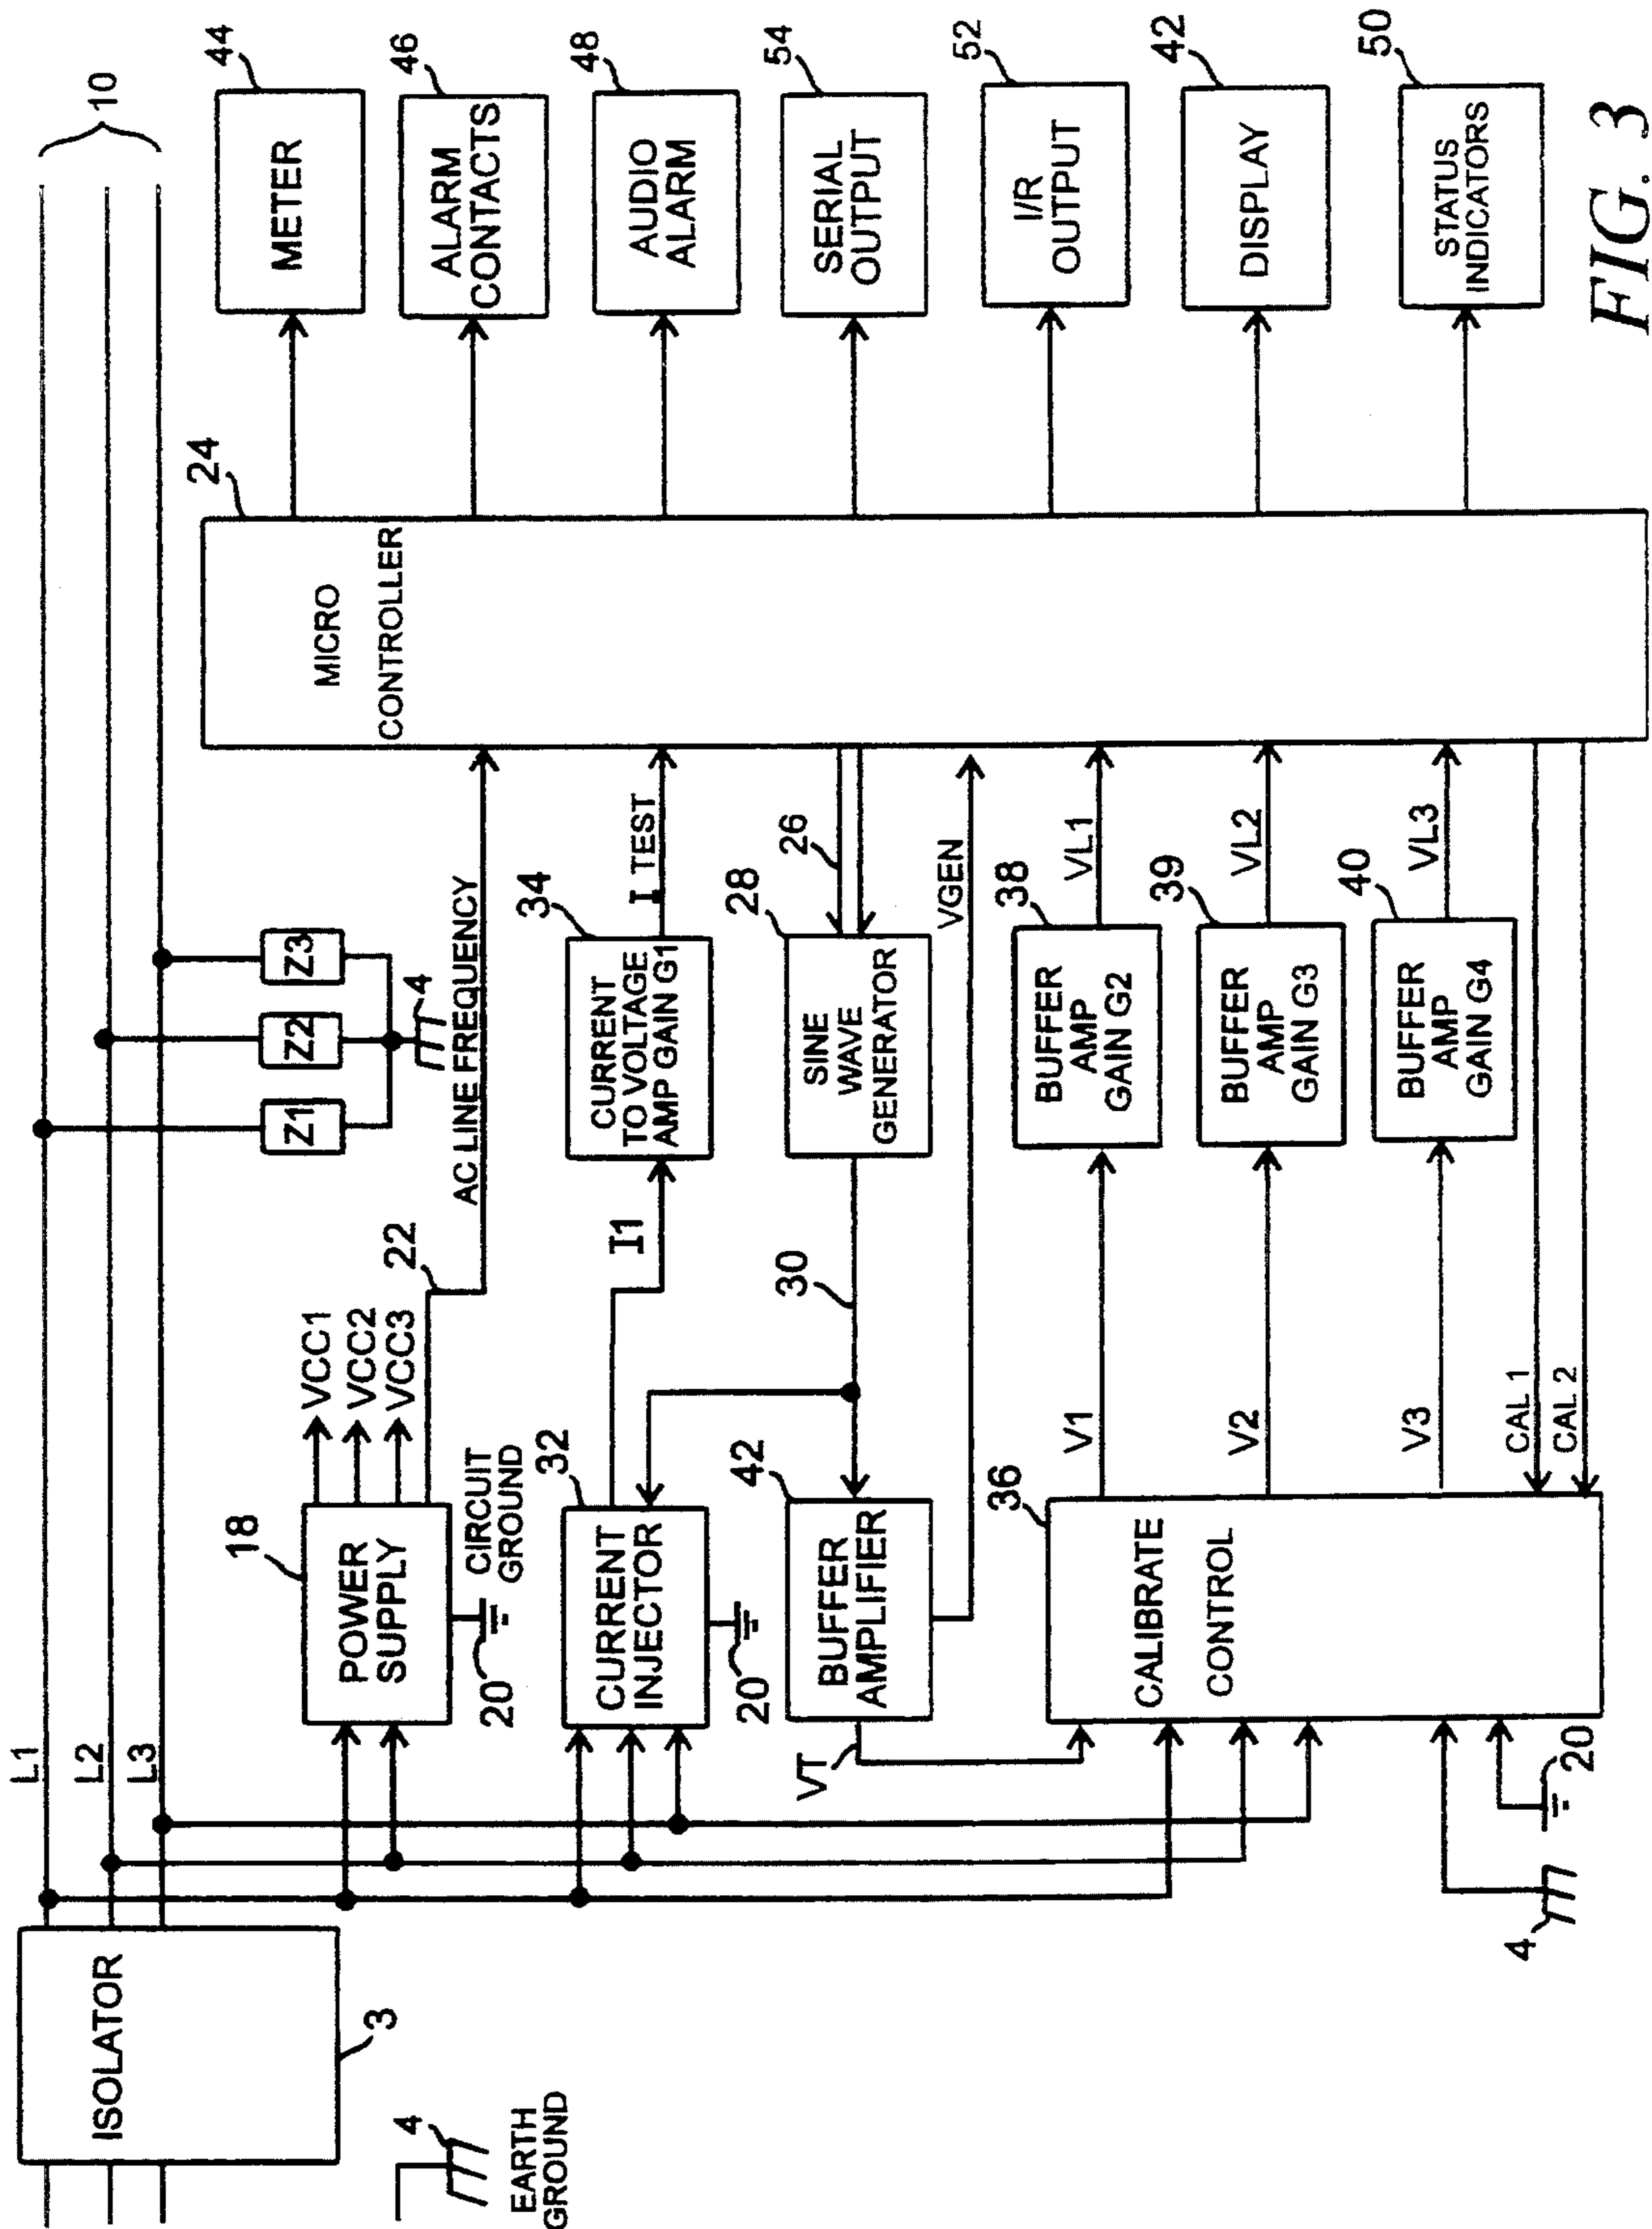 10
L1
L2
L3
ISOLATOR
3
4
EARTH
GROUND
Z1
Z2
Z3
4
18
POWER
SUPPLY
VCC1
VCC2
VCC3
22
AC LINE FREQUENCY
20
CIRCUIT
GROUND
32
CURRENT
INJECTOR
20
I1
34
CURRENT
TO VOLTAGE
AMP GAIN G1
I TEST
42
BUFFER
AMPLIFIER
VT
30
28
SINE
WAVE
GENERATOR
26
VGEN
36
CALIBRATE
CONTROL
4
20
V1
V2
V3
CAL 1
CAL 2
38
BUFFER
AMP
GAIN G2
VL1
39
BUFFER
AMP
GAIN G3
VL2
40
BUFFER
AMP
GAIN G4
VL3
24
MICRO
CONTROLLER
44
METER
46
ALARM
CONTACTS
48
AUDIO
ALARM
54
SERIAL
OUTPUT
52
I/R
OUTPUT
42
DISPLAY
50
STATUS
INDICATORS
FIG. 3